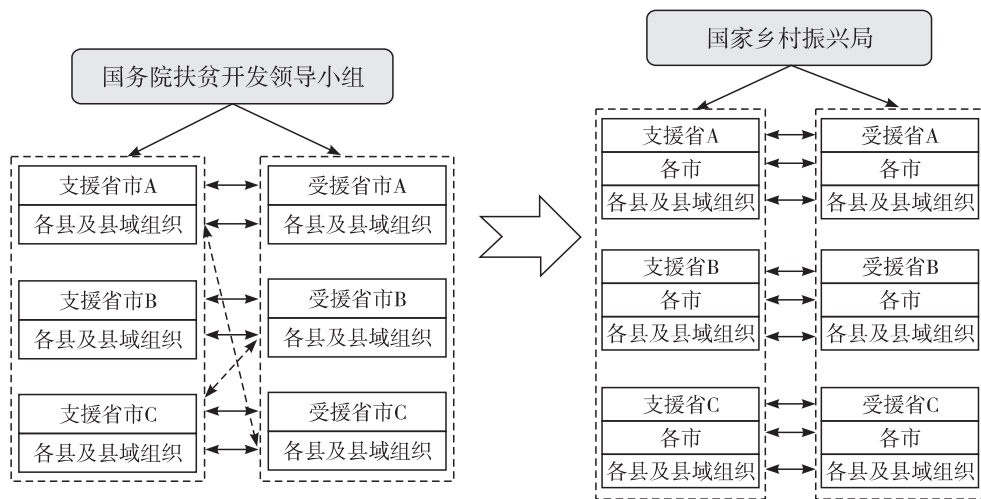 国务院扶贫开发领导小组
支援省市A
各县及县域组织
支援省市B
各县及县域组织
支援省市C
各县及县域组织
受援省市A
各县及县域组织
受援省市B
各县及县域组织
受援省市C
各县及县域组织
国家乡村振兴局
支援省A
各市
各县及县域组织
支援省B
各市
各县及县域组织
支援省C
各市
各县及县域组织
受援省A
各市
各县及县域组织
受援省B
各市
各县及县域组织
受援省C
各市
各县及县域组织